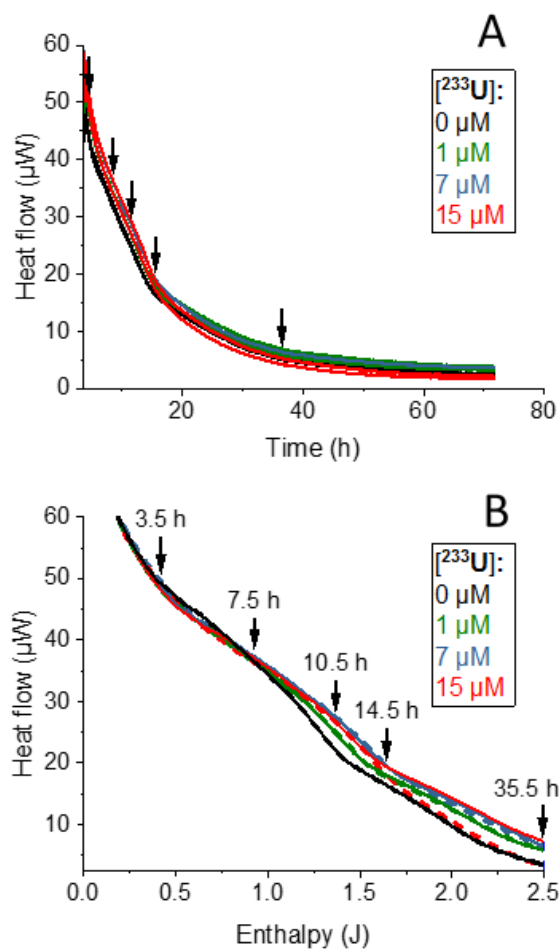 A
60
50
40
30
20
10
0
Heat flow (µW)
[²³³U]:
0 µM
1 µM
7 µM
15 µM
20
40
60
80
Time (h)
B
60
50
40
30
20
10
Heat flow (µW)
3.5 h
7.5 h
10.5 h
14.5 h
35.5 h
[²³³U]:
0 µM
1 µM
7 µM
15 µM
0.0
0.5
1.0
1.5
2.0
2.5
Enthalpy (J)